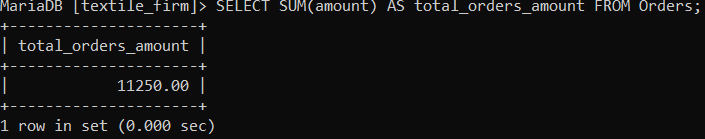 MariaDB [textile_firm]> SELECT SUM(amount) AS total_orders_amount FROM Orders;
+---------------------+
| total_orders_amount |
+---------------------+
|            11250.00 |
+---------------------+
1 row in set (0.000 sec)